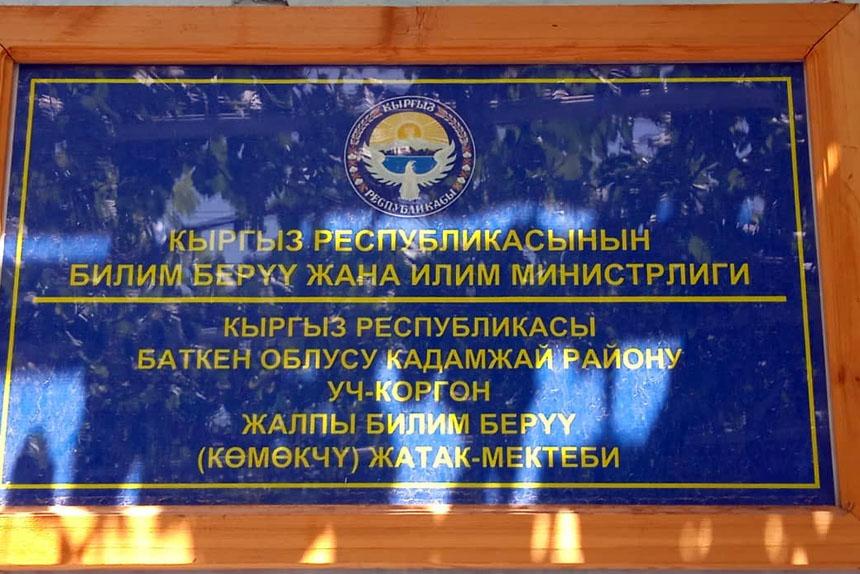 КЫРГЫЗ
РЕСПУБЛИКАСЫ
КЫРГЫЗ РЕСПУБЛИКАСЫНЫН
БИЛИМ БЕРҮҮ ЖАНА ИЛИМ МИНИСТРЛИГИ
КЫРГЫЗ РЕСПУБЛИКАСЫ
БАТКЕН ОБЛУСУ КАДАМЖАЙ РАЙОНУ
УЧ-КОРГОН
ЖАЛПЫ БИЛИМ БЕРҮҮ
(КӨМӨКЧҮ) ЖАТАК-МЕКТЕБИ